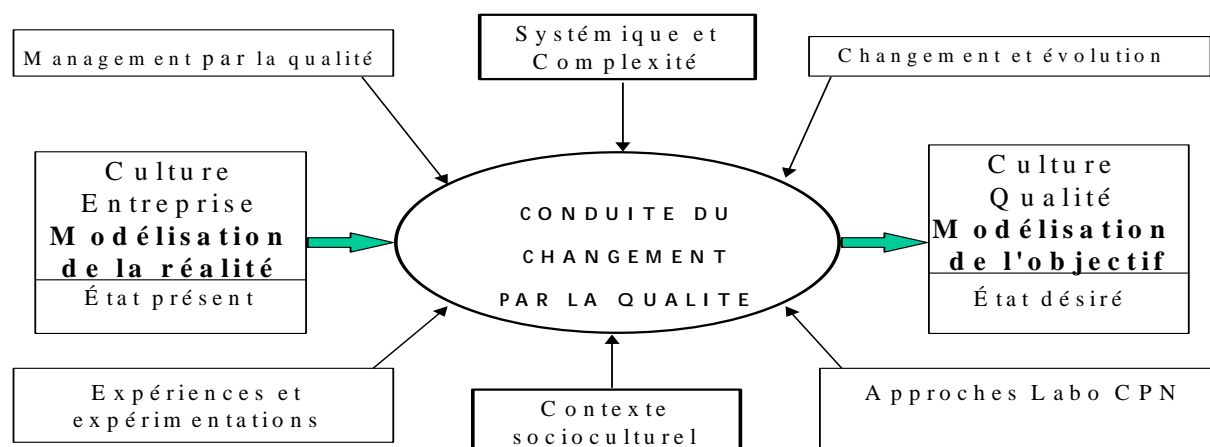 Management par la qualité
Systémique et
Complexité
Changement et évolution
Culture
Entreprise
Modélisation
de la réalité
État présent
CONDUITE DU
CHANGEMENT
PAR LA QUALITE
Culture
Qualité
Modélisation
de l'objectif
État désiré
Expériences et
expérimentations
Contexte
socioculturel
Approches Labo CPN